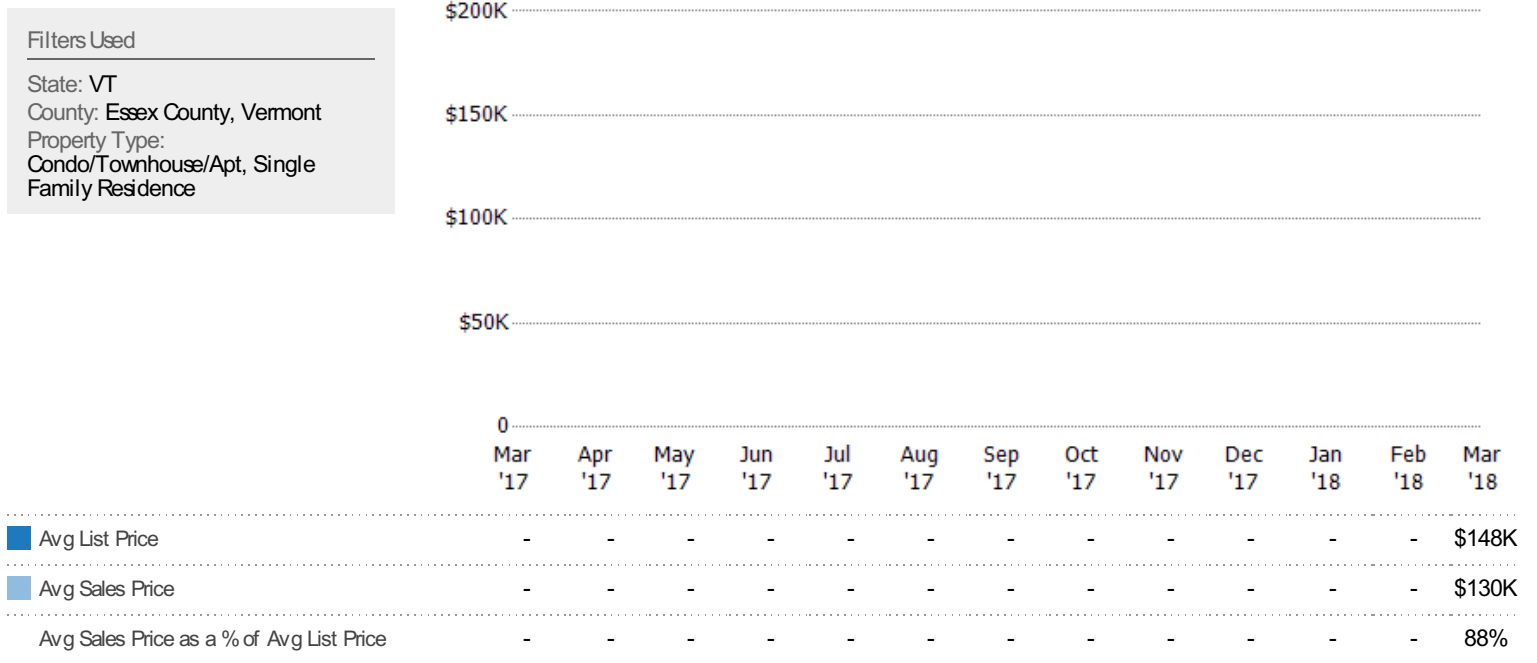 Filters Used
State: VT
County: Essex County, Vermont
Property Type:
Condo/Townhouse/Apt, Single
Family Residence
$200K
$150K
$100K
$50K
0
Mar Apr May Jun Jul Aug Sep Oct Nov Dec Jan Feb Mar
'17 '17 '17 '17 '17 '17 '17 '17 '17 '17 '18 '18 '18
Avg List Price - - - - - - - - - - - - $148K
Avg Sales Price - - - - - - - - - - - - $130K
Avg Sales Price as a % of Avg List Price - - - - - - - - - - - - 88%